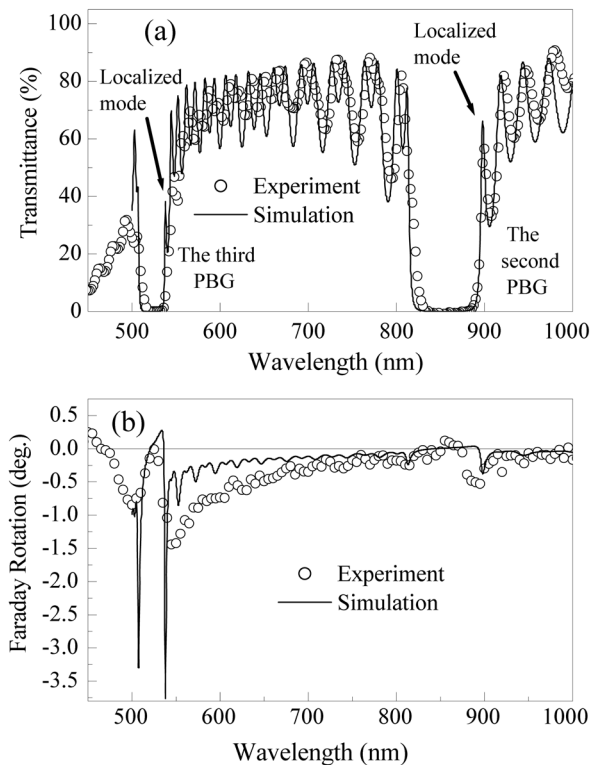 (a)
100
80
60
40
20
0
Transmittance (%)
Localized
mode
Localized
mode
Experiment
Simulation
The third
PBG
The
second
PBG
500 600 700 800 900 1000
Wavelength (nm)
(b)
0.5
0.0
-0.5
-1.0
-1.5
-2.0
-2.5
-3.0
-3.5
Faraday Rotation (deg.)
Experiment
Simulation
500 600 700 800 900 1000
Wavelength (nm)